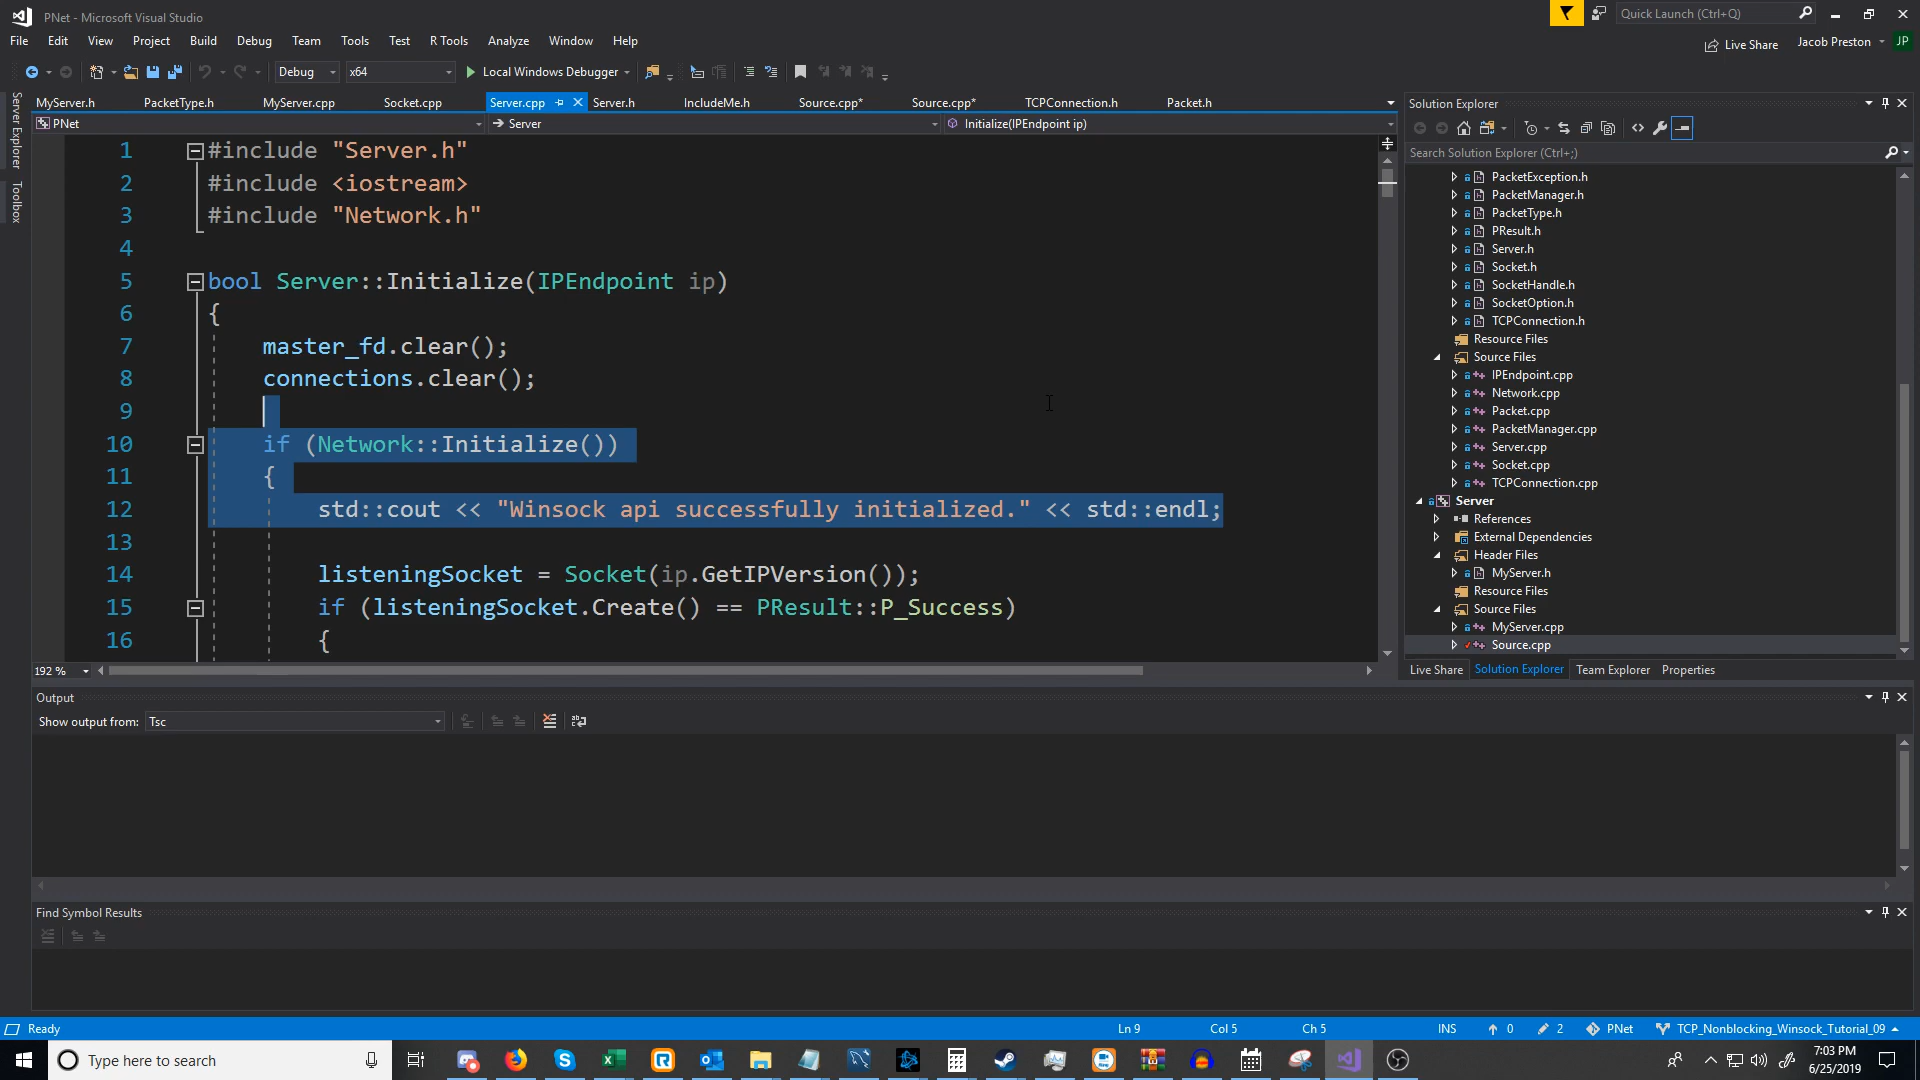 PNet - Microsoft Visual Studio
Quick Launch (Ctrl+Q)
File Edit View Project Build Debug Team Tools Test R Tools Analyze Window Help
Live Share Jacob Preston JP
Debug x64 Local Windows Debugger
MyServer.h PacketType.h MyServer.cpp Socket.cpp Server.cpp Server.h IncludeMe.h Source.cpp* Source.cpp* TCPConnection.h Packet.h
PNet Server Initialize(IPEndpoint ip)
Server Explorer
Toolbox
1 #include "Server.h"
2 #include <iostream>
3 #include "Network.h"
4
5 bool Server::Initialize(IPEndpoint ip)
6 {
7 master_fd.clear();
8 connections.clear();
9
10 if (Network::Initialize())
11 {
12 std::cout << "Winsock api successfully initialized." << std::endl;
13
14 listeningSocket = Socket(ip.GetIPVersion());
15 if (listeningSocket.Create() == PResult::P_Success)
16 {
192 %
Solution Explorer
Search Solution Explorer (Ctrl+;)
PacketException.h
PacketManager.h
PacketType.h
PResult.h
Server.h
Socket.h
SocketHandle.h
SocketOption.h
TCPConnection.h
Resource Files
Source Files
IPEndpoint.cpp
Network.cpp
Packet.cpp
PacketManager.cpp
Server.cpp
Socket.cpp
TCPConnection.cpp
Server
References
External Dependencies
Header Files
MyServer.h
Resource Files
Source Files
MyServer.cpp
Source.cpp
Live Share Solution Explorer Team Explorer Properties
Output
Show output from: Tsc
Find Symbol Results
Ready Ln 9 Col 5 Ch 5 INS 0 2 PNet TCP_Nonblocking_Winsock_Tutorial_09
Type here to search
7:03 PM
6/25/2019